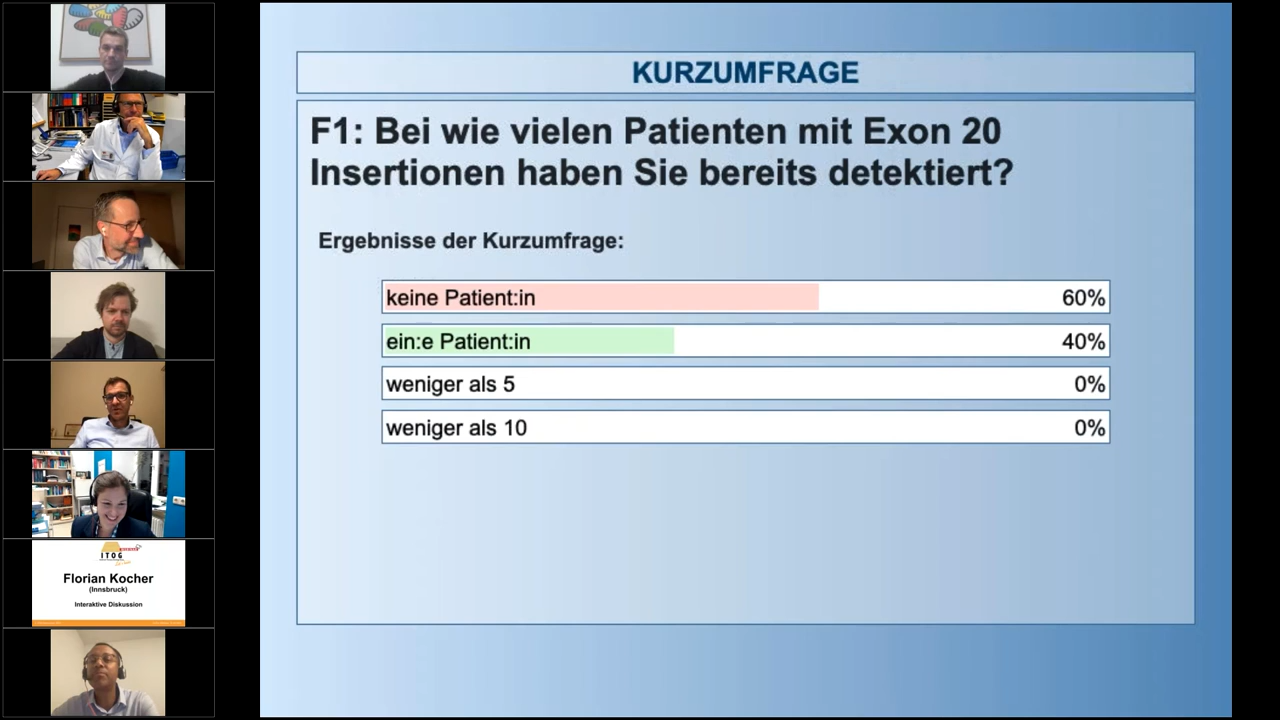 KURZUMFRAGE
F1: Bei wie vielen Patienten mit Exon 20
Insertionen haben Sie bereits detektiert?
Ergebnisse der Kurzumfrage:
keine Patient:in 60%
ein:e Patient:in 40%
weniger als 5 0%
weniger als 10 0%
ITOG
Florian Kocher
(Innsbruck)
Interaktive Diskussion